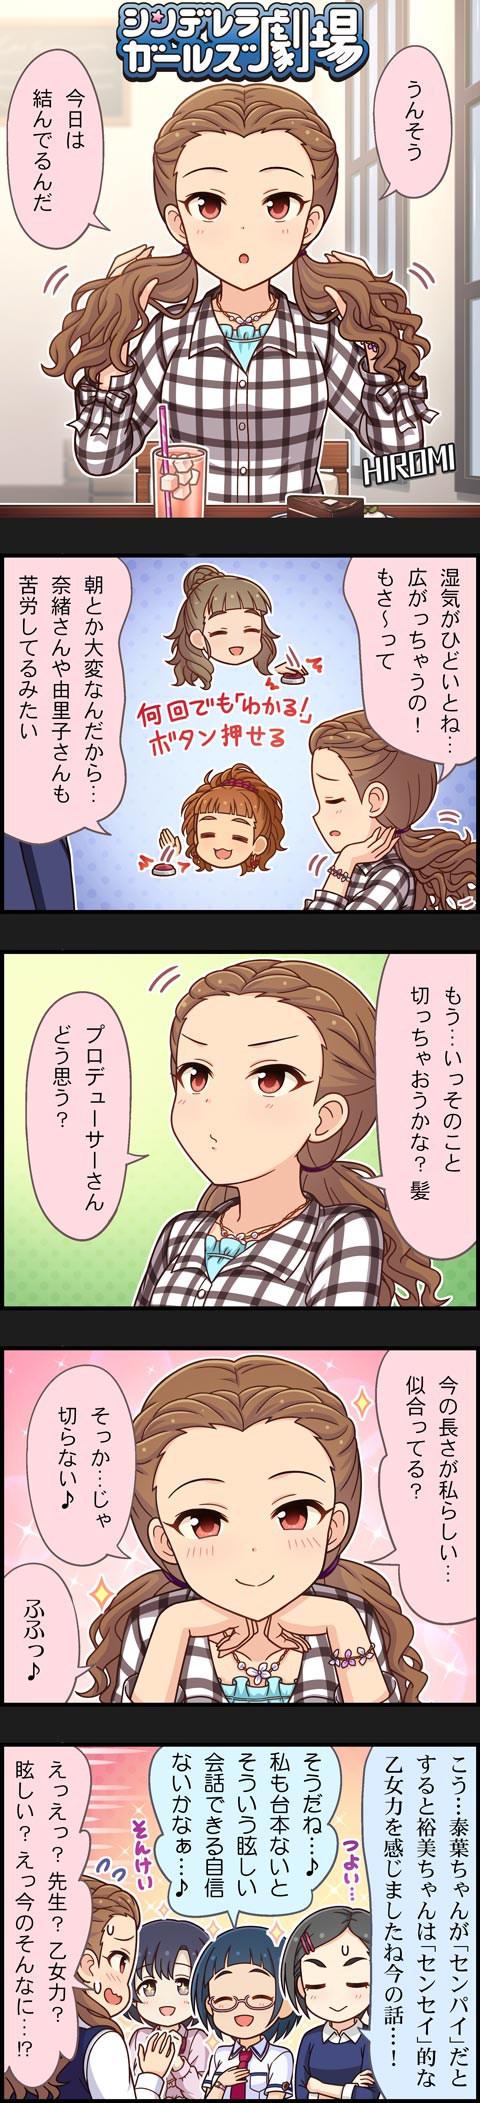 シンデレラ
ガールズ劇場
うんそう
今日は
結んでるんだ
HIROMI
湿気がひどいとね…
広がっちゃうの！
もさ～って
何回でも「わかる！」
ボタン押せる
朝とか大変なんだから…
奈緒さんや由里子さんも
苦労してるみたい
もう…いっそのこと
切っちゃおうかな？髪
プロデューサーさん
どう思う？
今の長さが私らしい…
似合ってる？
そっか…じゃ
切らない♪
ふふっ♪
こう…泰葉ちゃんが「センパイ」だと
すると裕美ちゃんは「センセイ」的な
乙女力を感じましたね今の話…！
つよい…
そうだね…♪
私も台本ないと
そういう眩しい
会話できる自信
ないかなぁ…♪
そんけい
えっえっ？先生？乙女力？
眩しい？えっ今のそんなに…!?